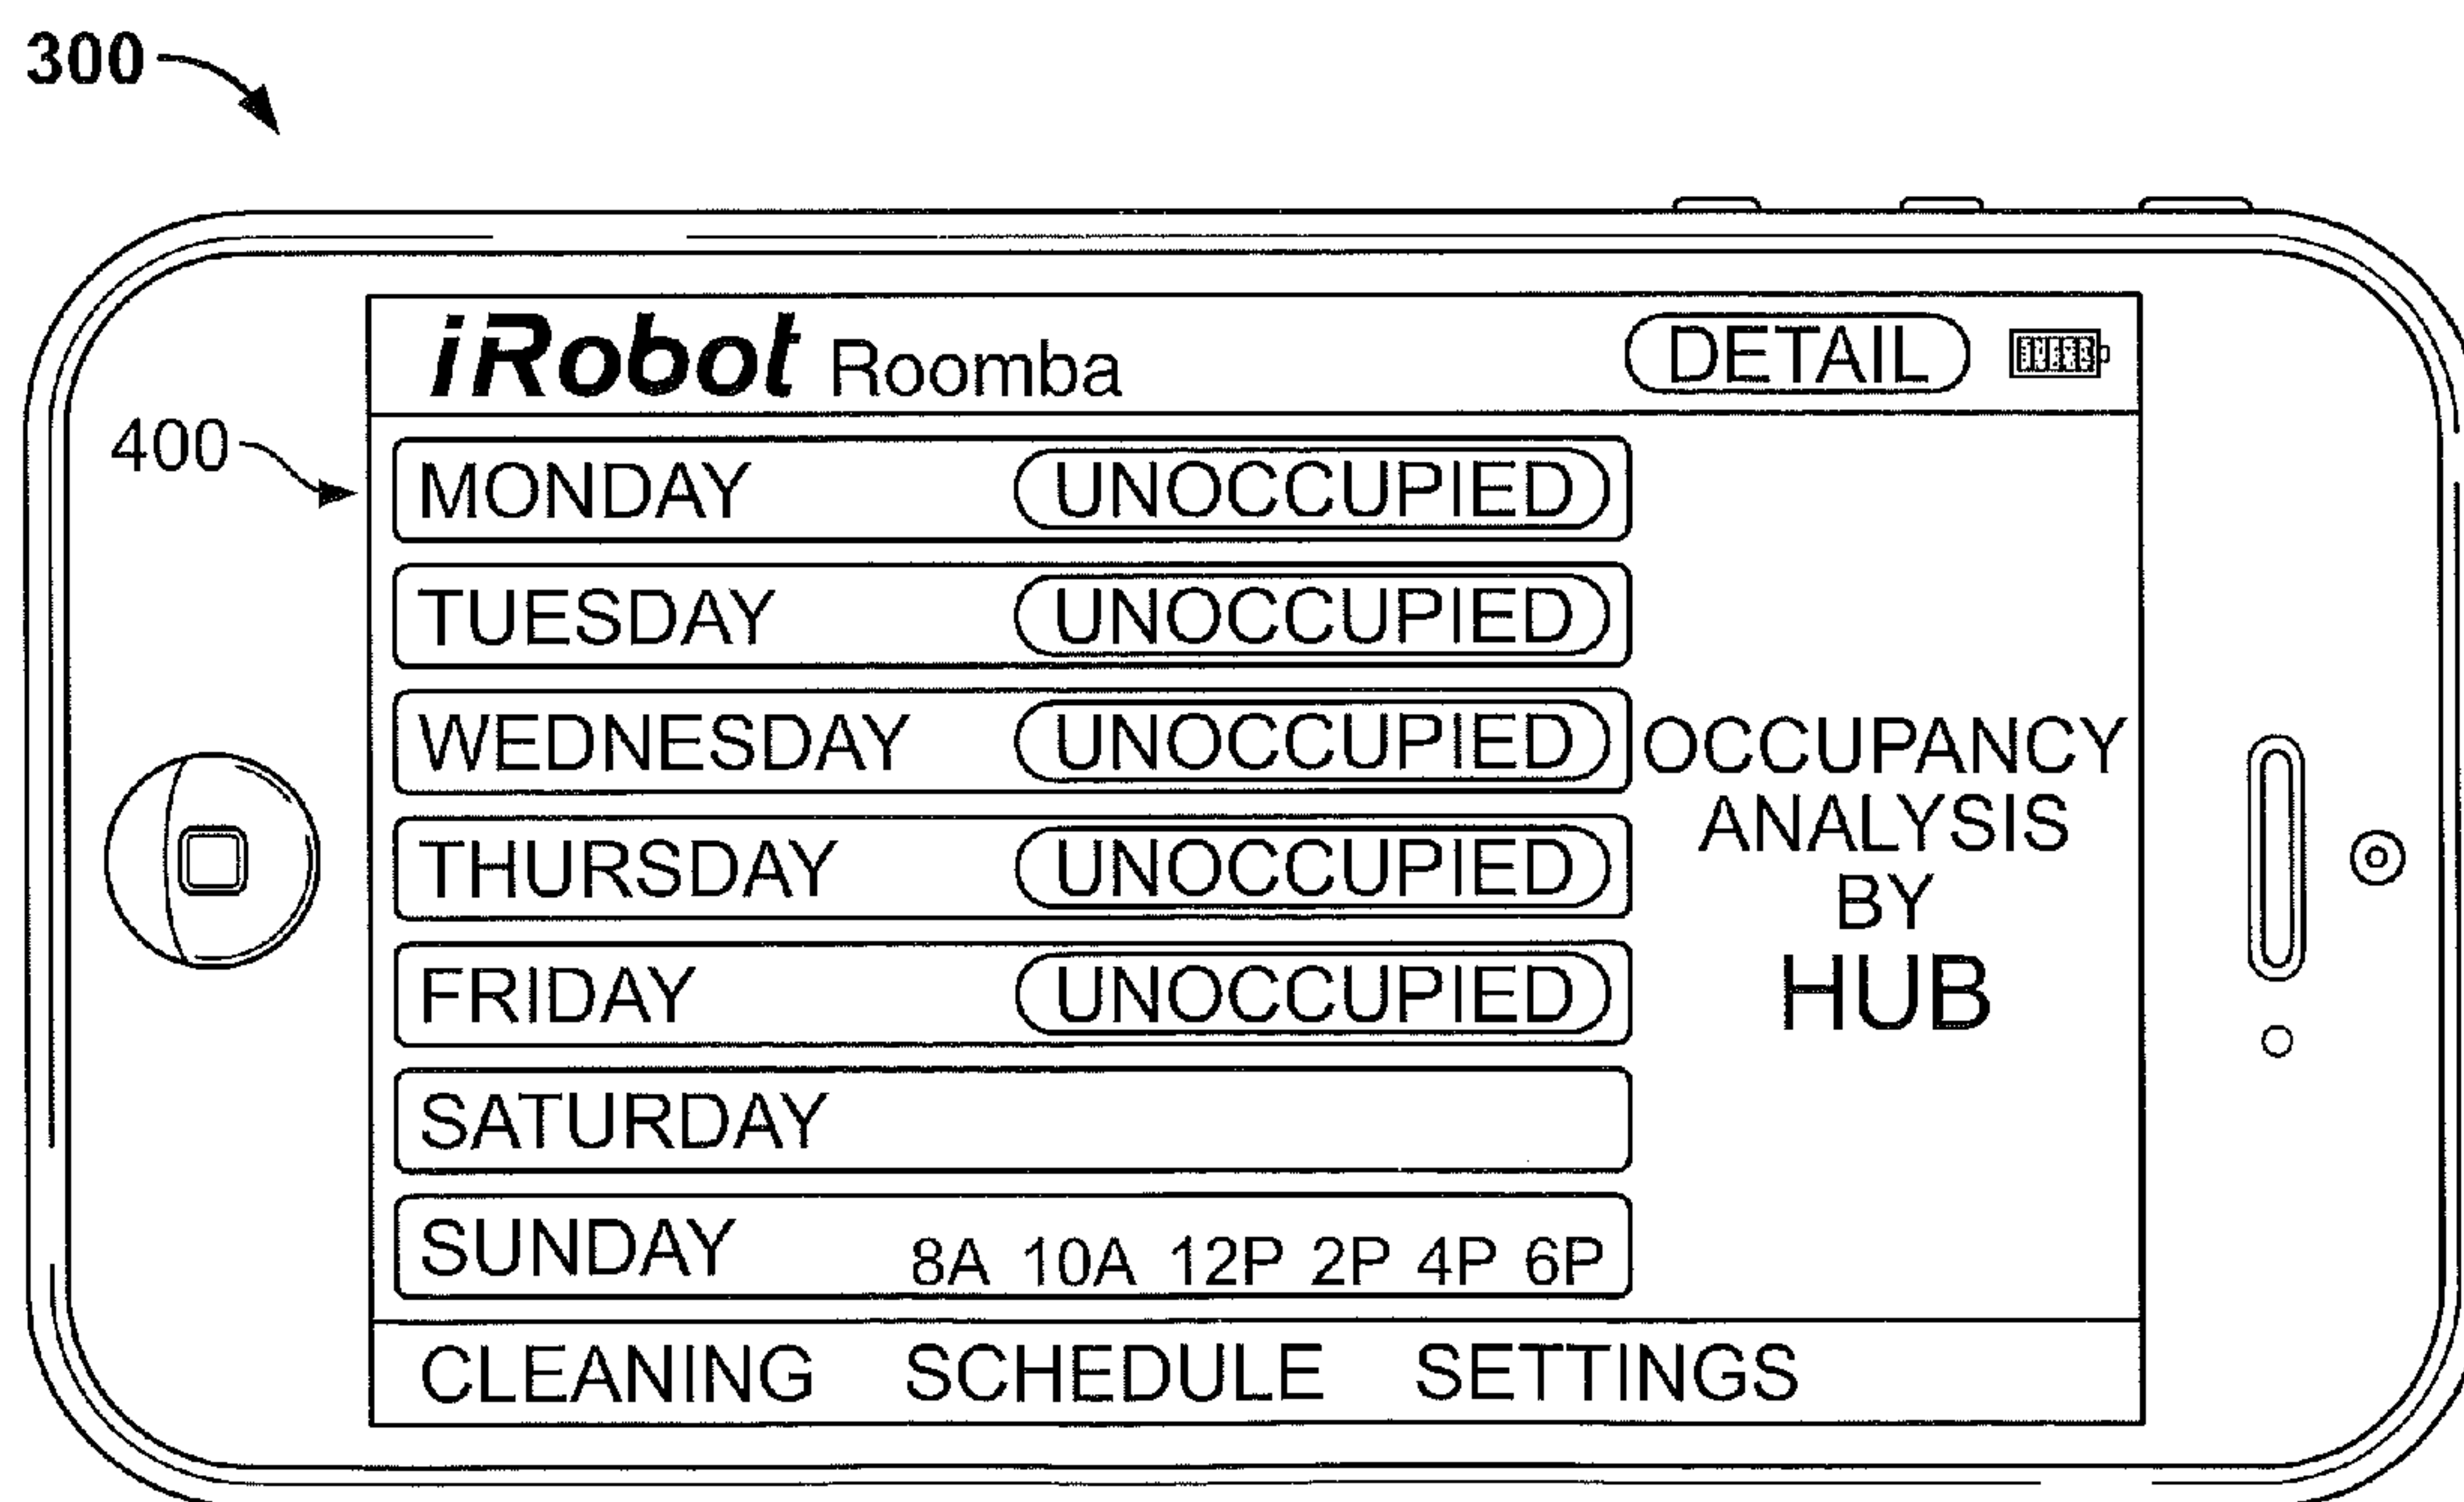 300
iRobot Roomba DETAIL
400
MONDAY UNOCCUPIED
TUESDAY UNOCCUPIED
WEDNESDAY UNOCCUPIED
THURSDAY UNOCCUPIED
FRIDAY UNOCCUPIED
SATURDAY
SUNDAY 8A 10A 12P 2P 4P 6P
OCCUPANCY
ANALYSIS
BY
HUB
CLEANING SCHEDULE SETTINGS